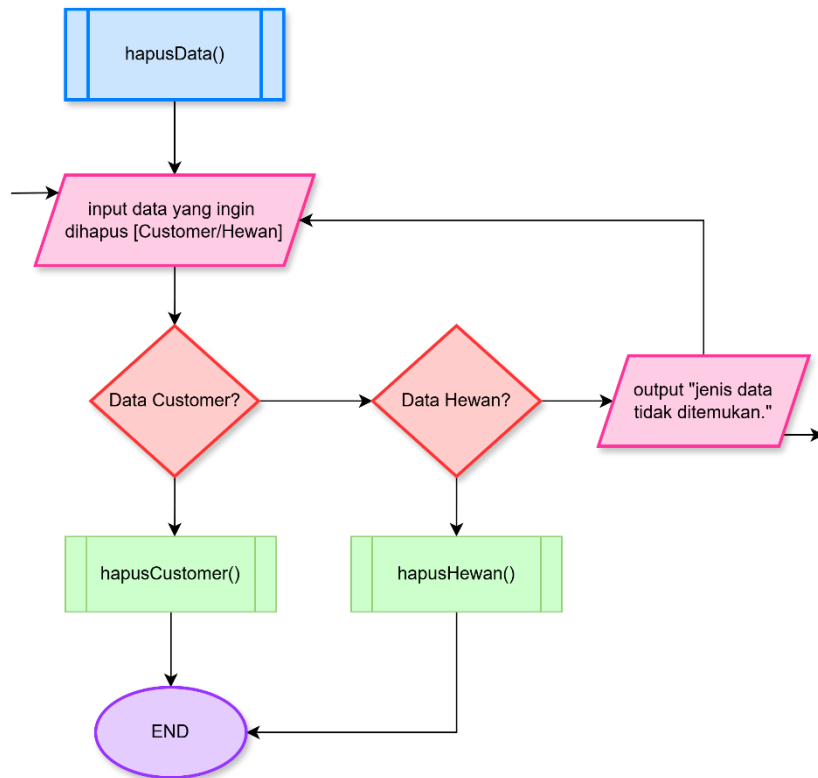 hapusData()
input data yang ingin
dihapus [Customer/Hewan]
Data Customer?
Data Hewan?
output "jenis data
tidak ditemukan."
hapusCustomer()
hapusHewan()
END